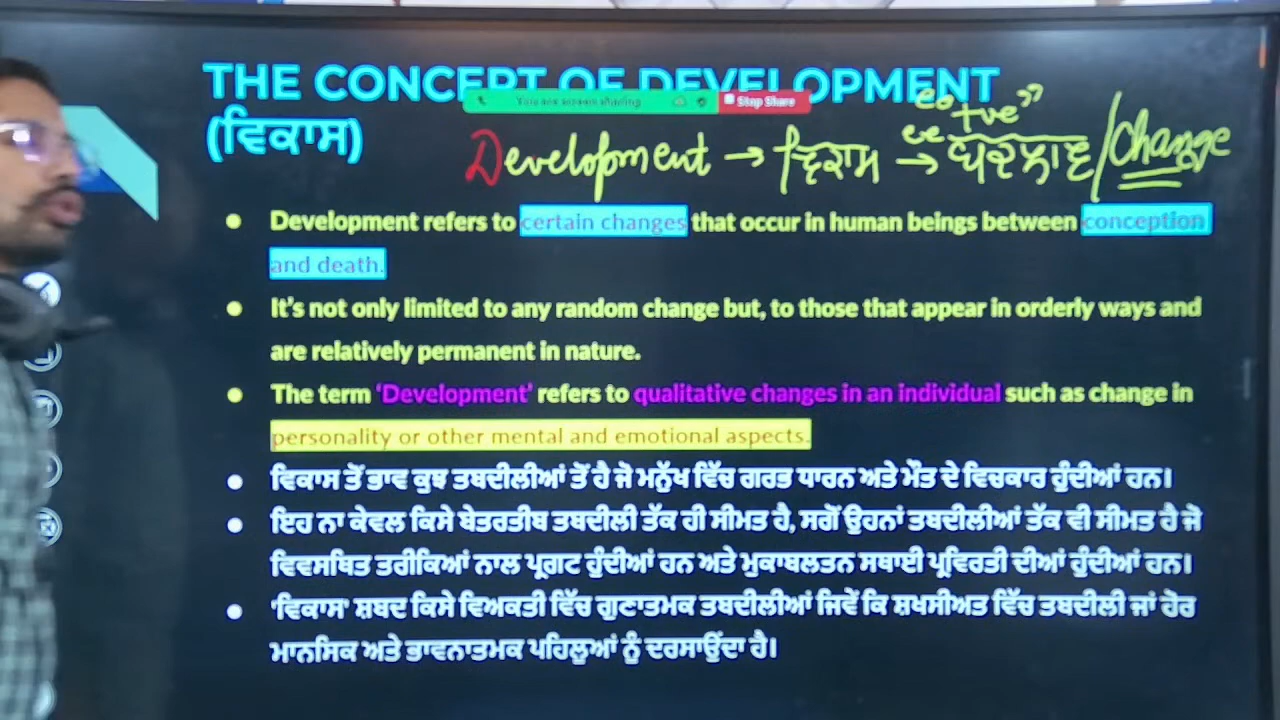 THE CONCEPT OF DEVELOPMENT
You are screen sharing Stop Share
(ਵਿਕਾਸ)
+ve”
Development → ਵਿਕਾਸ → ਬਦਲਾਵ / Change
• Development refers to certain changes that occur in human beings between conception
and death.
• It’s not only limited to any random change but, to those that appear in orderly ways and
are relatively permanent in nature.
• The term ‘Development’ refers to qualitative changes in an individual such as change in
personality or other mental and emotional aspects.
• ਵਿਕਾਸ ਤੋਂ ਭਾਵ ਕੁਝ ਤਬਦੀਲੀਆਂ ਤੋਂ ਹੈ ਜੋ ਮਨੁੱਖ ਵਿੱਚ ਗਰਭ ਧਾਰਨ ਅਤੇ ਮੌਤ ਦੇ ਵਿਚਕਾਰ ਹੁੰਦੀਆਂ ਹਨ।
• ਇਹ ਨਾ ਕੇਵਲ ਕਿਸੇ ਬੇਤਰਤੀਬ ਤਬਦੀਲੀ ਤੱਕ ਹੀ ਸੀਮਤ ਹੈ, ਸਗੋਂ ਉਹਨਾਂ ਤਬਦੀਲੀਆਂ ਤੱਕ ਵੀ ਸੀਮਤ ਹੈ ਜੋ
ਵਿਵਸਥਿਤ ਤਰੀਕਿਆਂ ਨਾਲ ਪ੍ਰਗਟ ਹੁੰਦੀਆਂ ਹਨ ਅਤੇ ਮੁਕਾਬਲਤਨ ਸਥਾਈ ਪ੍ਰਵਿਰਤੀ ਦੀਆਂ ਹੁੰਦੀਆਂ ਹਨ।
• 'ਵਿਕਾਸ' ਸ਼ਬਦ ਕਿਸੇ ਵਿਅਕਤੀ ਵਿੱਚ ਗੁਣਾਤਮਕ ਤਬਦੀਲੀਆਂ ਜਿਵੇਂ ਕਿ ਸ਼ਖਸੀਅਤ ਵਿੱਚ ਤਬਦੀਲੀ ਜਾਂ ਹੋਰ
ਮਾਨਸਿਕ ਅਤੇ ਭਾਵਨਾਤਮਕ ਪਹਿਲੂਆਂ ਨੂੰ ਦਰਸਾਉਂਦਾ ਹੈ।